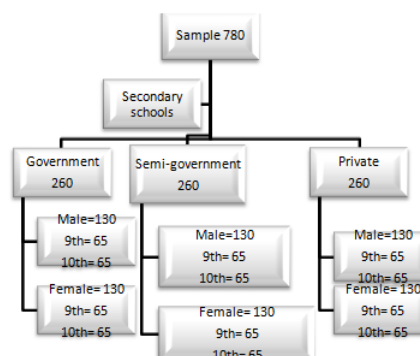 Sample 780
Secondary
schools
Government
260
Semi-government
260
Private
260
Male=130
9th= 65
10th= 65
Female= 130
9th= 65
10th= 65
Male=130
9th= 65
10th= 65
Female= 130
9th= 65
10th= 65
Male=130
9th= 65
10th= 65
Female= 130
9th= 65
10th= 65